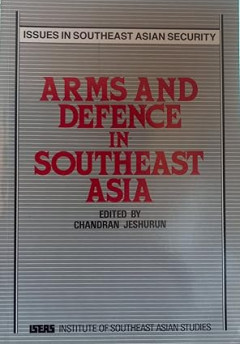 ISSUES IN SOUTHEAST ASIAN SECURITY
ARMS AND
DEFENCE
IN
SOUTHEAST
ASIA
EDITED BY
CHANDRAN JESHURUN
ISEAS INSTITUTE OF SOUTHEAST ASIAN STUDIES